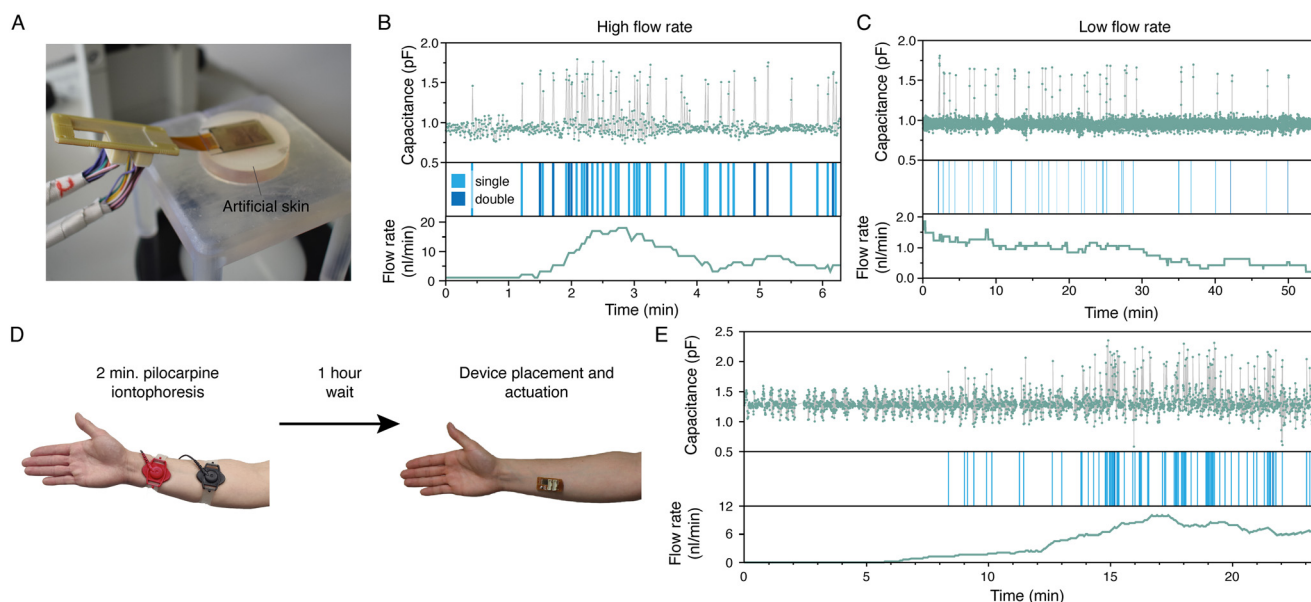 A
Artificial skin
B
High flow rate
Capacitance (pF)
2.0
1.5
1.0
0.5
single
double
Flow rate
(nl/min)
20
10
0
0 1 2 3 4 5 6
Time (min)
C
Low flow rate
Capacitance (pF)
2.0
1.5
1.0
0.5
Flow rate
(nl/min)
2.0
1.0
0.0
0 10 20 30 40 50
Time (min)
D
2 min. pilocarpine
iontophoresis
1 hour
wait
Device placement and
actuation
E
Capacitance (pF)
2.5
2.0
1.5
1.0
0.5
Flow rate
(nl/min)
12
6
0
0 5 10 15 20
Time (min)